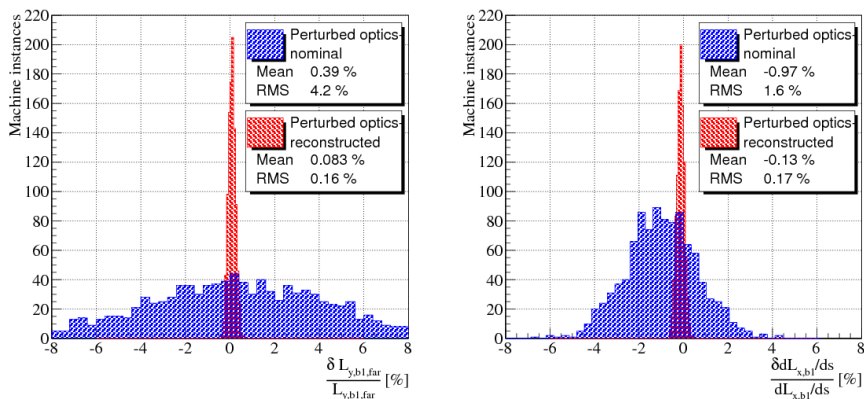 Machine instances
220
200
180
160
140
120
100
80
60
40
20
0
Perturbed optics-
nominal
Mean 0.39 %
RMS 4.2 %
Perturbed optics-
reconstructed
Mean 0.083 %
RMS 0.16 %
-8 -6 -4 -2 0 2 4 6 8
δ L_y,b1,far
L_y,b1,far [%]
Machine instances
220
200
180
160
140
120
100
80
60
40
20
0
Perturbed optics-
nominal
Mean -0.97 %
RMS 1.6 %
Perturbed optics-
reconstructed
Mean -0.13 %
RMS 0.17 %
-8 -6 -4 -2 0 2 4 6 8
δdL_x,b1/ds
dL_x,b1/ds [%]